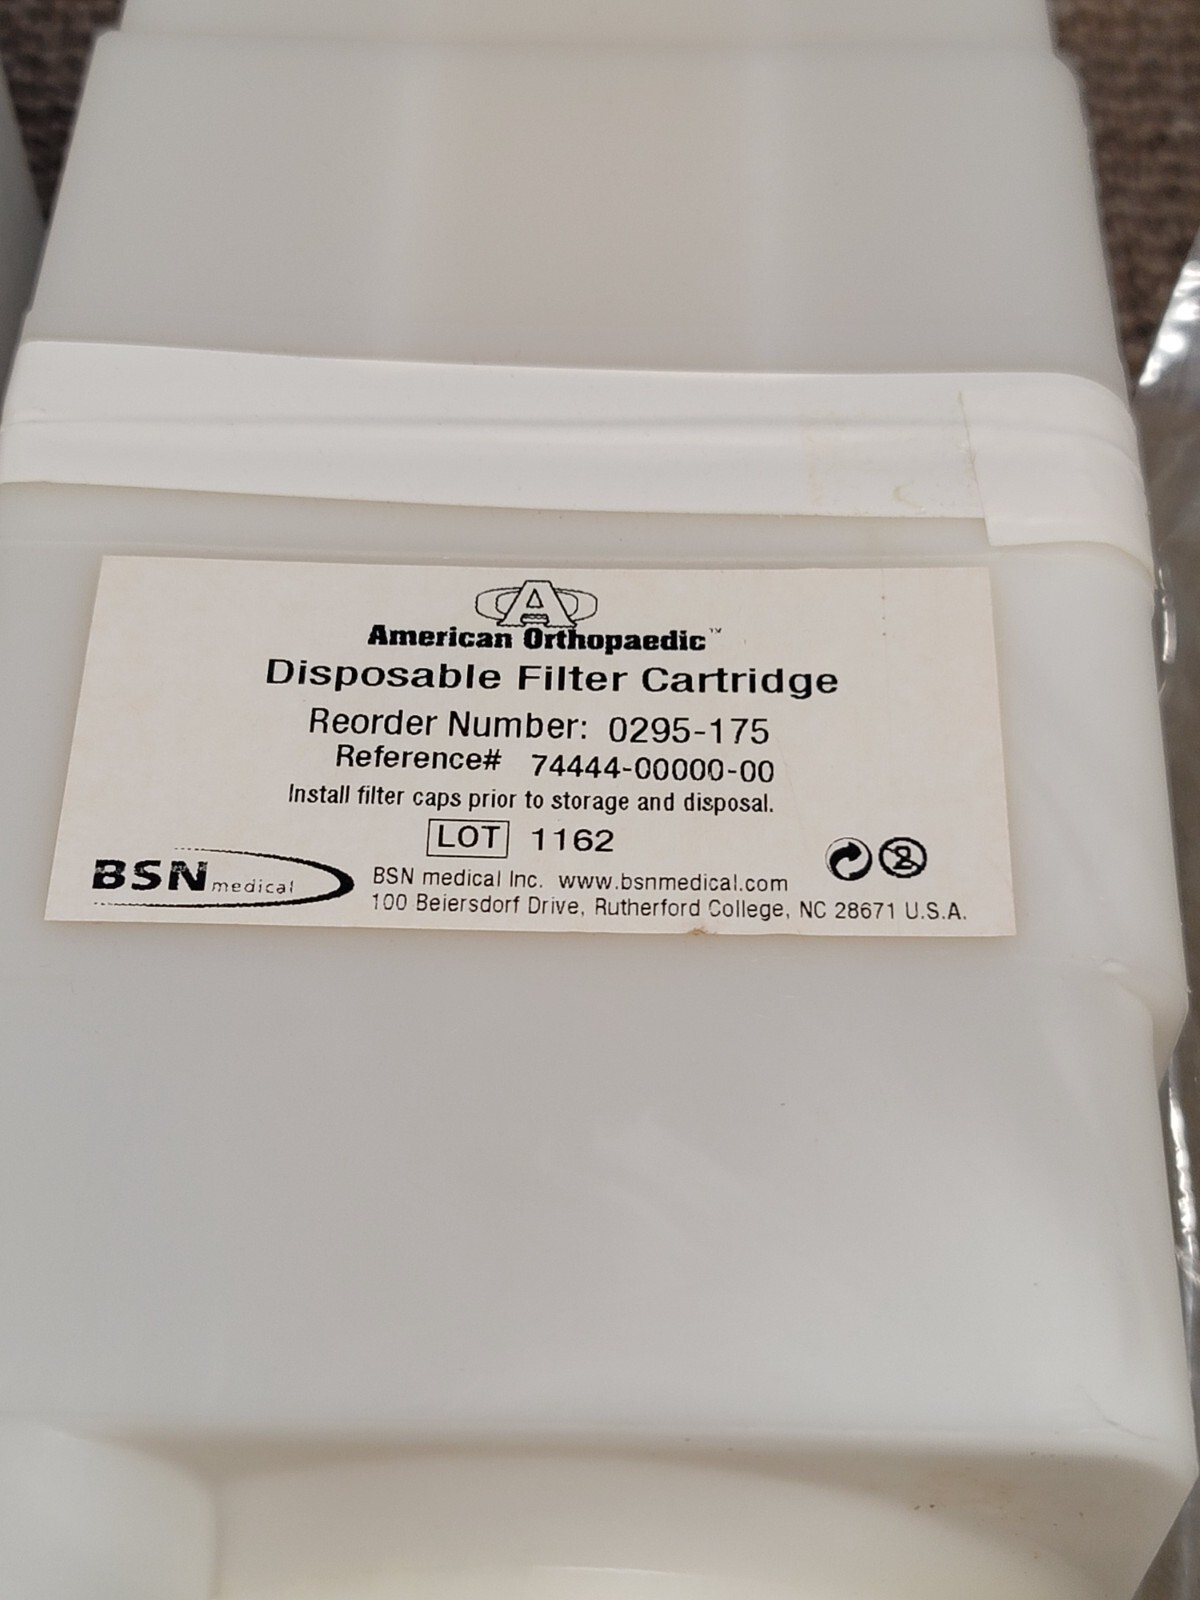 A
American Orthopaedic™
Disposable Filter Cartridge
Reorder Number: 0295-175
Reference# 74444-00000-00
Install filter caps prior to storage and disposal.
LOT 1162
BSN medical
BSN medical Inc. www.bsnmedical.com
100 Beiersdorf Drive, Rutherford College, NC 28671 U.S.A.
2